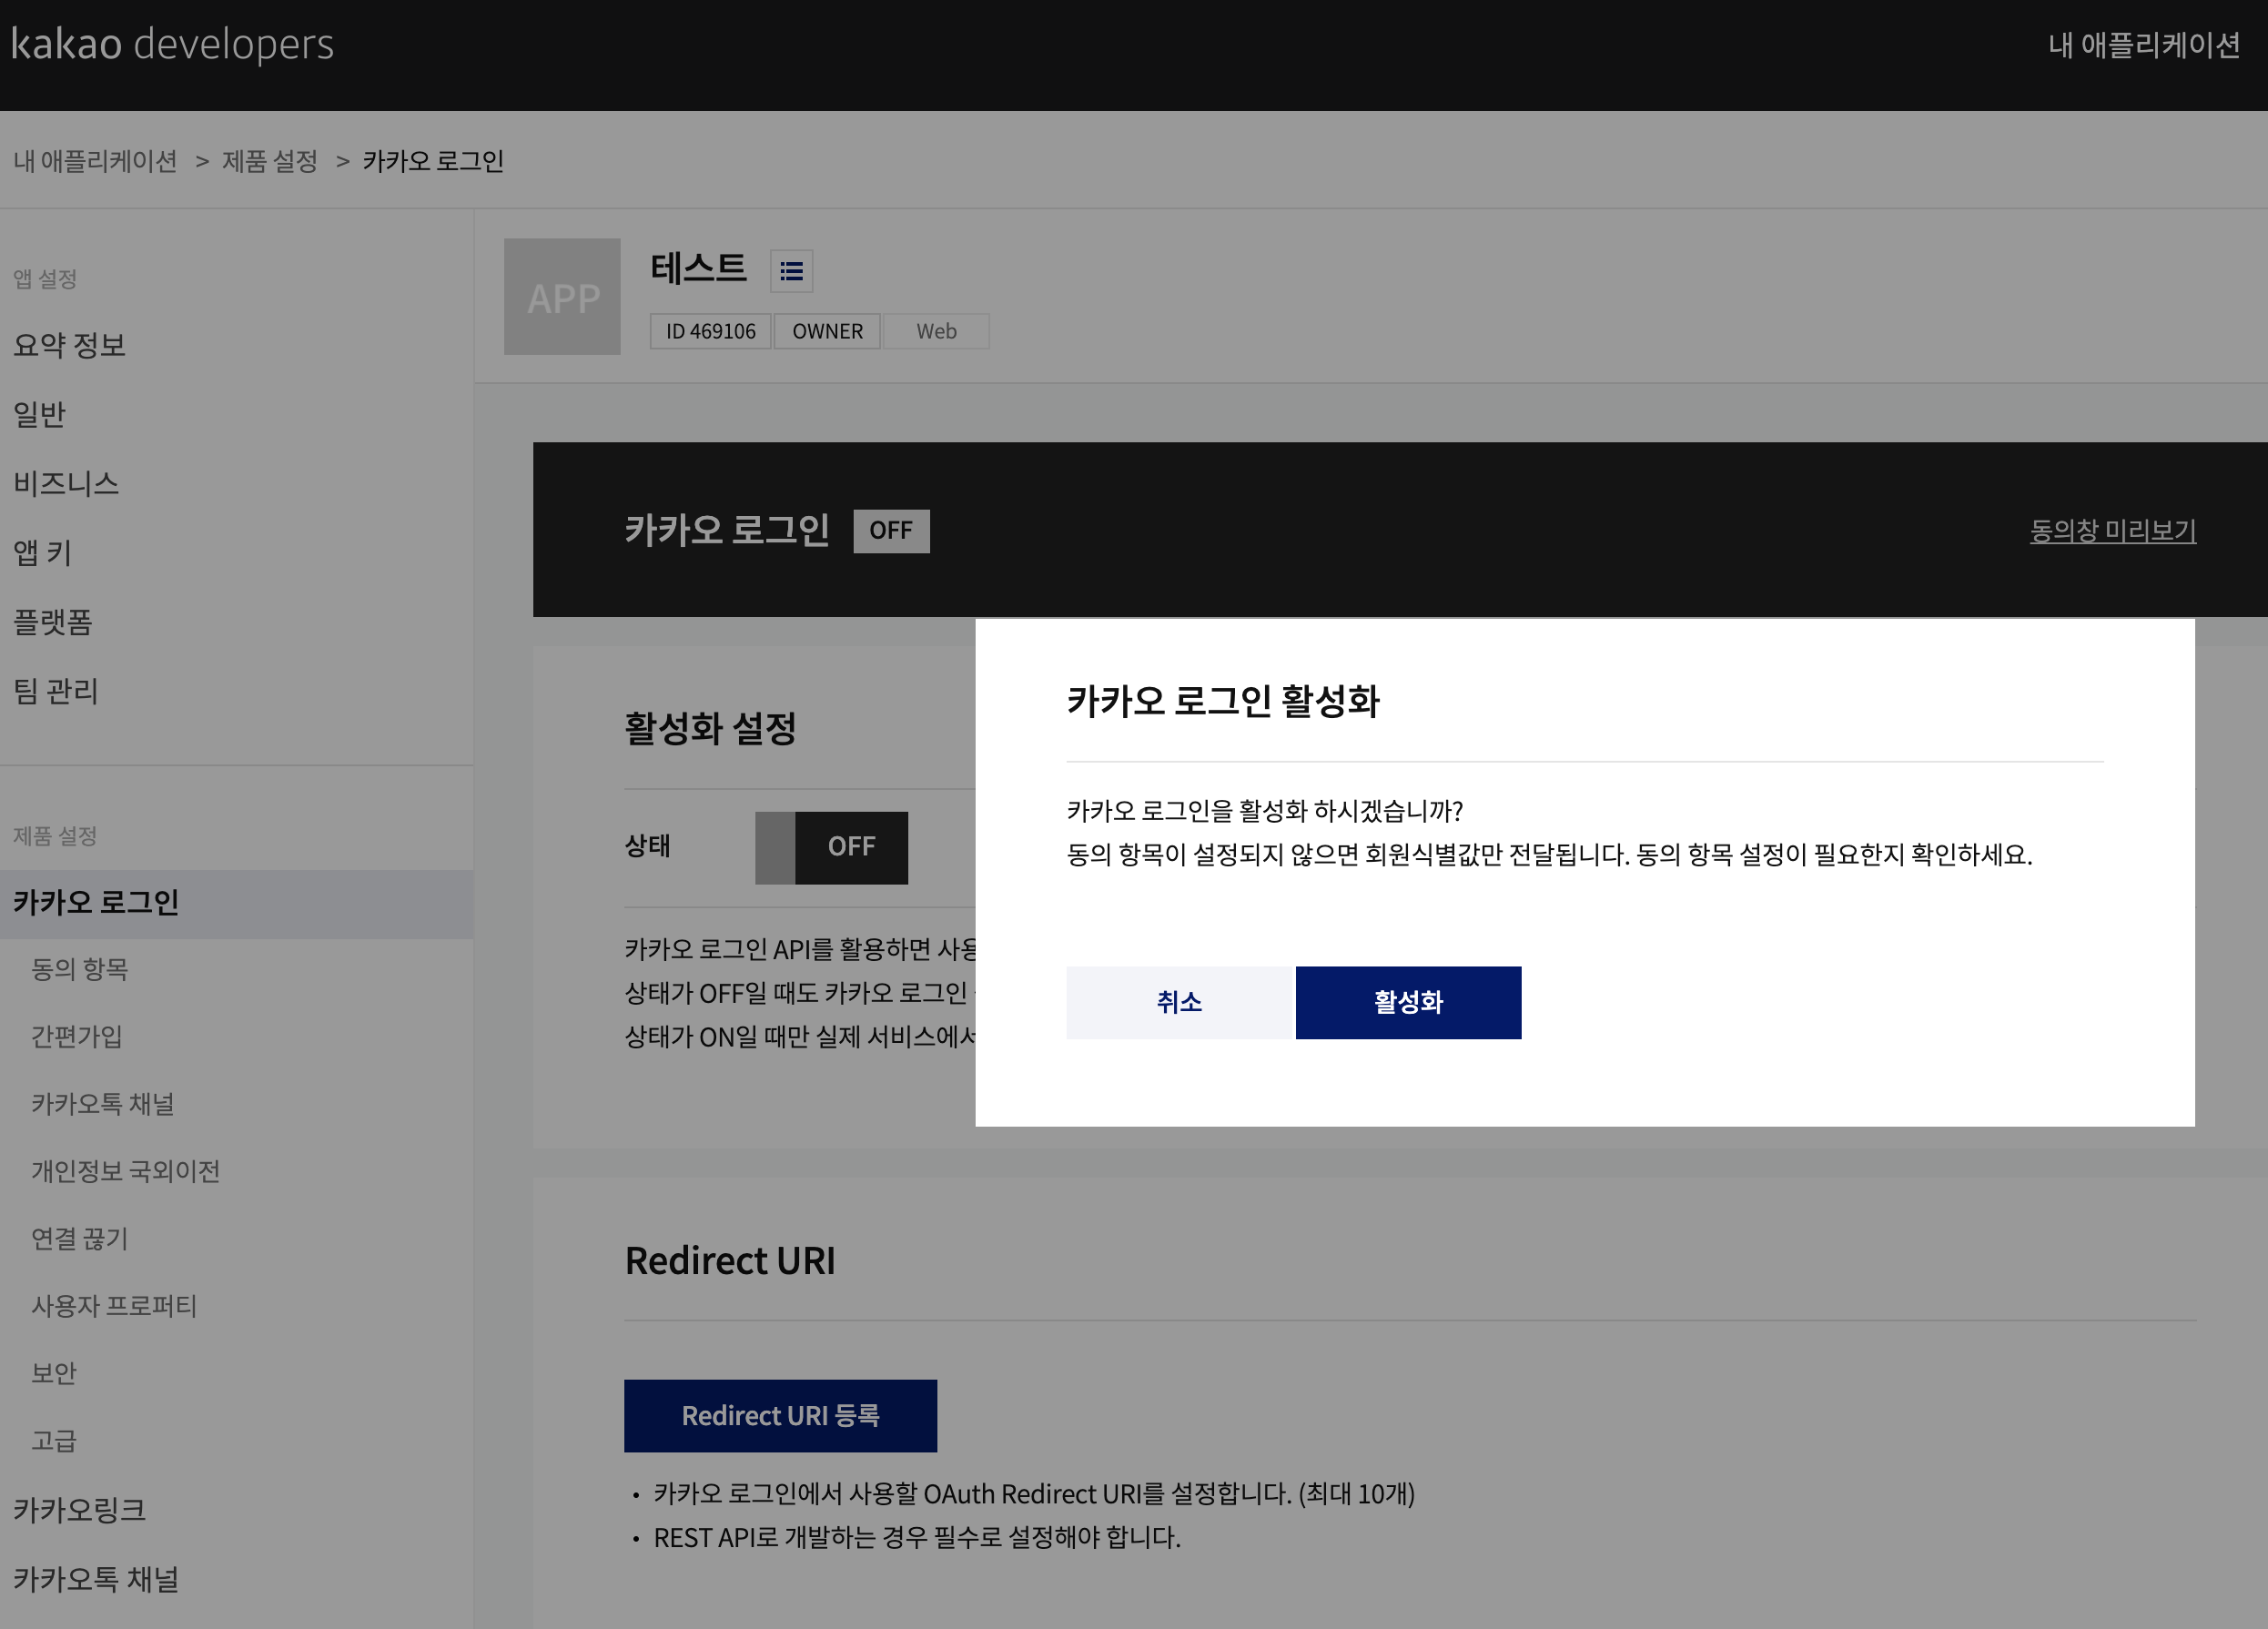 kakao developers
내 애플리케이션
내 애플리케이션 > 제품 설정 > 카카오 로그인
앱 설정
요약 정보
일반
비즈니스
앱 키
플랫폼
팀 관리
제품 설정
카카오 로그인
동의 항목
간편가입
카카오톡 채널
개인정보 국외이전
연결 끊기
사용자 프로퍼티
보안
고급
카카오링크
카카오톡 채널
APP
테스트
ID 469106 OWNER Web
카카오 로그인 OFF
동의창 미리보기
활성화 설정
상태 OFF
카카오 로그인 API를 활용하면 사용
상태가 OFF일 때도 카카오 로그인
상태가 ON일 때만 실제 서비스에서
카카오 로그인 활성화
카카오 로그인을 활성화 하시겠습니까?
동의 항목이 설정되지 않으면 회원식별값만 전달됩니다. 동의 항목 설정이 필요한지 확인하세요.
취소 활성화
Redirect URI
Redirect URI 등록
• 카카오 로그인에서 사용할 OAuth Redirect URI를 설정합니다. (최대 10개)
• REST API로 개발하는 경우 필수로 설정해야 합니다.